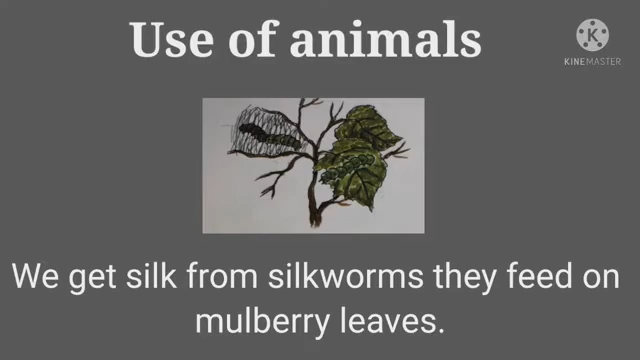 Use of animals
K
KINEMASTER
We get silk from silkworms they feed on
mulberry leaves.